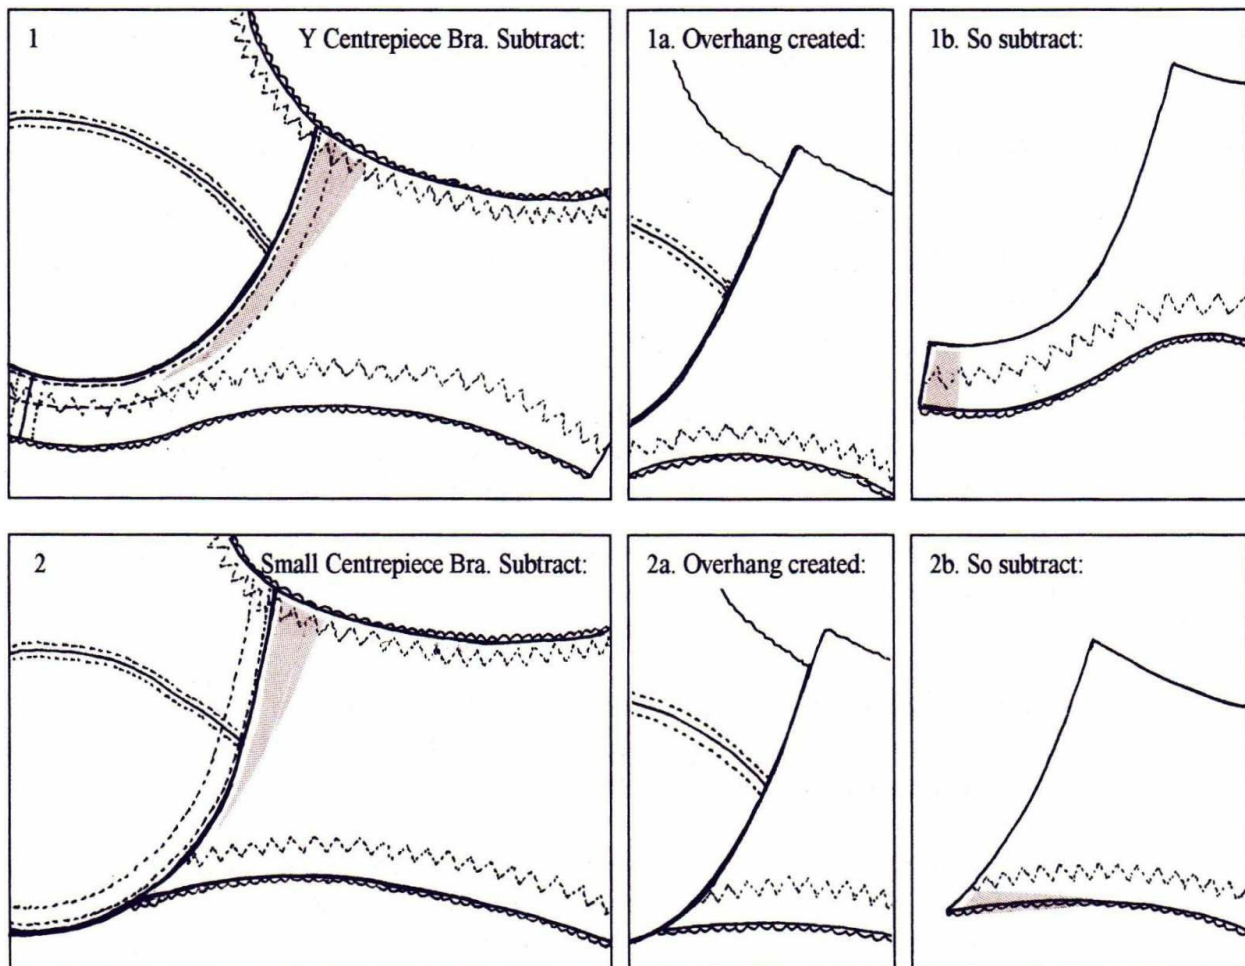 1 Y Centrepiece Bra. Subtract:
1a. Overhang created:
1b. So subtract:
2 Small Centrepiece Bra. Subtract:
2a. Overhang created:
2b. So subtract: